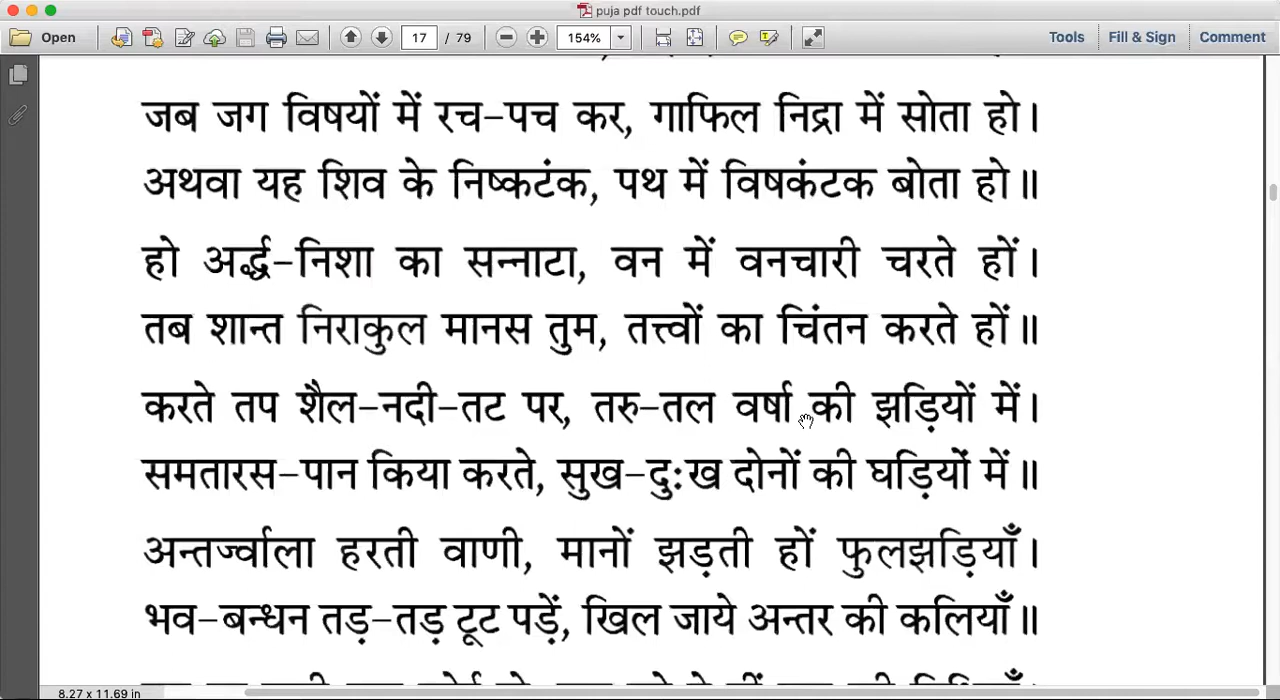 puja pdf touch.pdf
Open 17 / 79 154% Tools Fill & Sign Comment
जब जग विषयों में रच-पच कर, गाफिल निद्रा में सोता हो।
अथवा यह शिव के निष्कटंक, पथ में विषकंटक बोता हो॥
हो अर्द्ध-निशा का सन्नाटा, वन में वनचारी चरते हों।
तब शान्त निराकुल मानस तुम, तत्त्वों का चिंतन करते हों॥
करते तप शैल-नदी-तट पर, तरु-तल वर्षा की झड़ियों में।
समतारस-पान किया करते, सुख-दुःख दोनों की घड़ियों में॥
अन्तर्ज्वाला हरती वाणी, मानों झड़ती हों फुलझड़ियाँ।
भव-बन्धन तड़-तड़ टूट पड़ें, खिल जाये अन्तर की कलियाँ॥
8.27 x 11.69 in